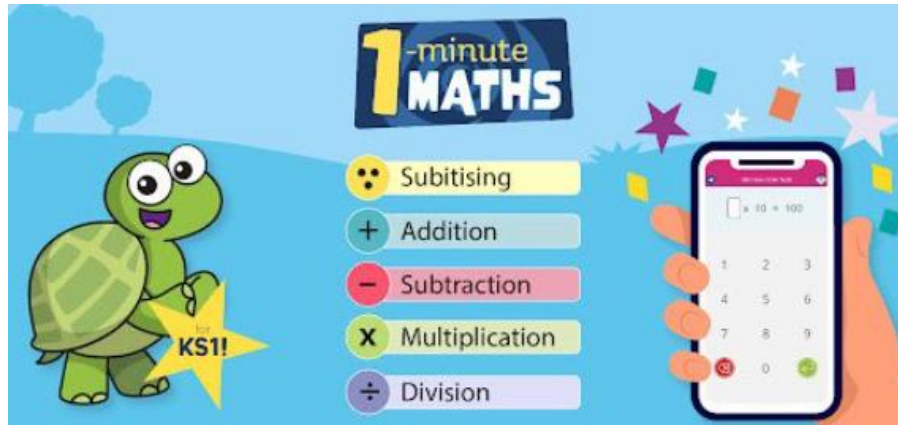 1-minute
MATHS
Subitising
+ Addition
- Subtraction
x Multiplication
÷ Division
for
KS1!
x 10 = 100
1 2 3
4 5 6
7 8 9
0